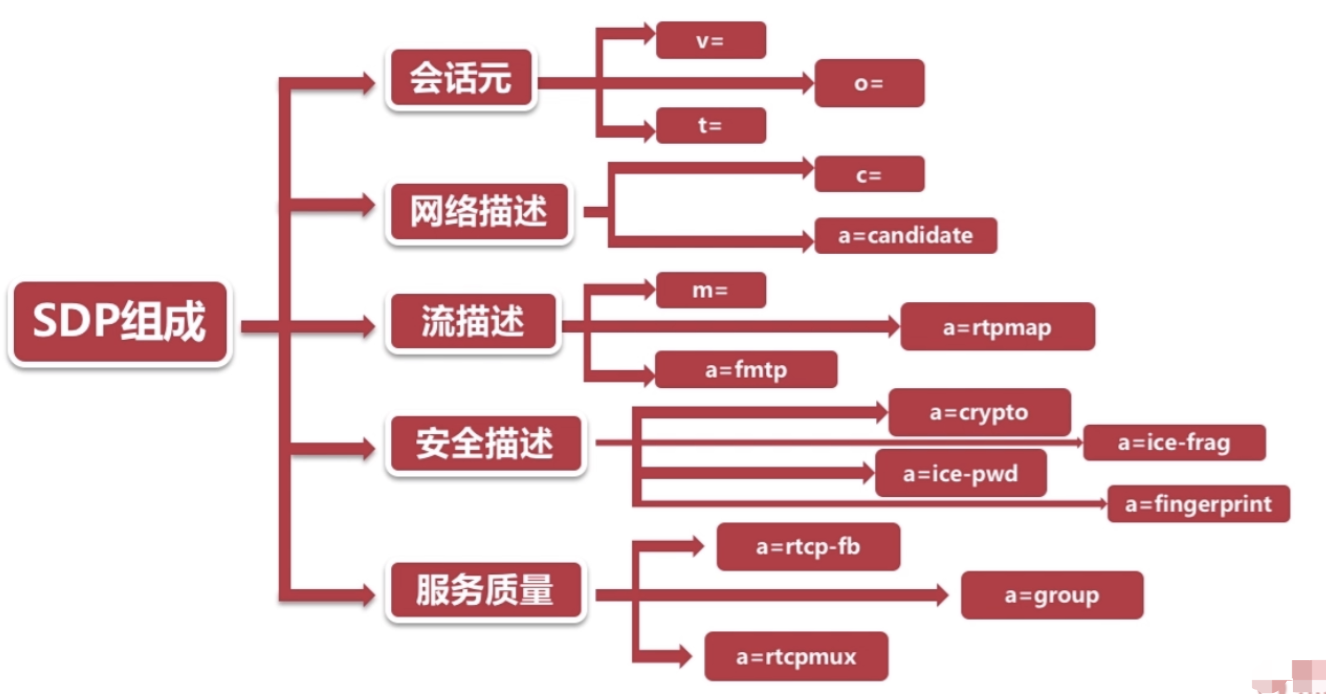 SDP组成
会话元
v=
o=
t=
网络描述
c=
a=candidate
流描述
m=
a=rtpmap
a=fmtp
安全描述
a=crypto
a=ice-frag
a=ice-pwd
a=fingerprint
服务质量
a=rtcp-fb
a=group
a=rtcpmux